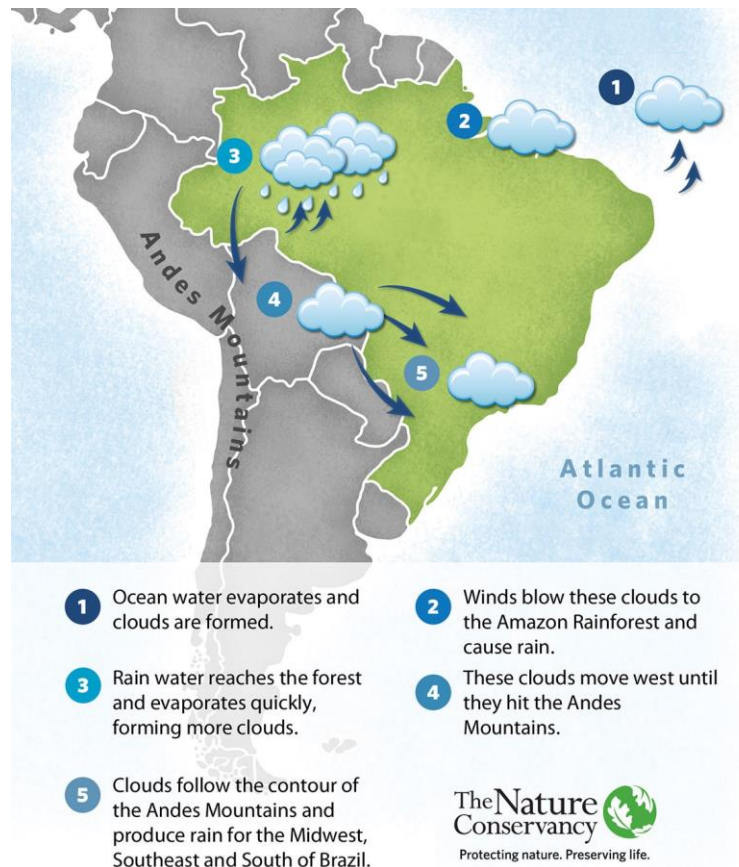 1
2
3
Andes Mountains
4
5
Atlantic
Ocean
1
Ocean water evaporates and
clouds are formed.
2
Winds blow these clouds to
the Amazon Rainforest and
cause rain.
3
Rain water reaches the forest
and evaporates quickly,
forming more clouds.
4
These clouds move west until
they hit the Andes
Mountains.
5
Clouds follow the contour of
the Andes Mountains and
produce rain for the Midwest,
Southeast and South of Brazil.
The Nature
Conservancy
Protecting nature. Preserving life.